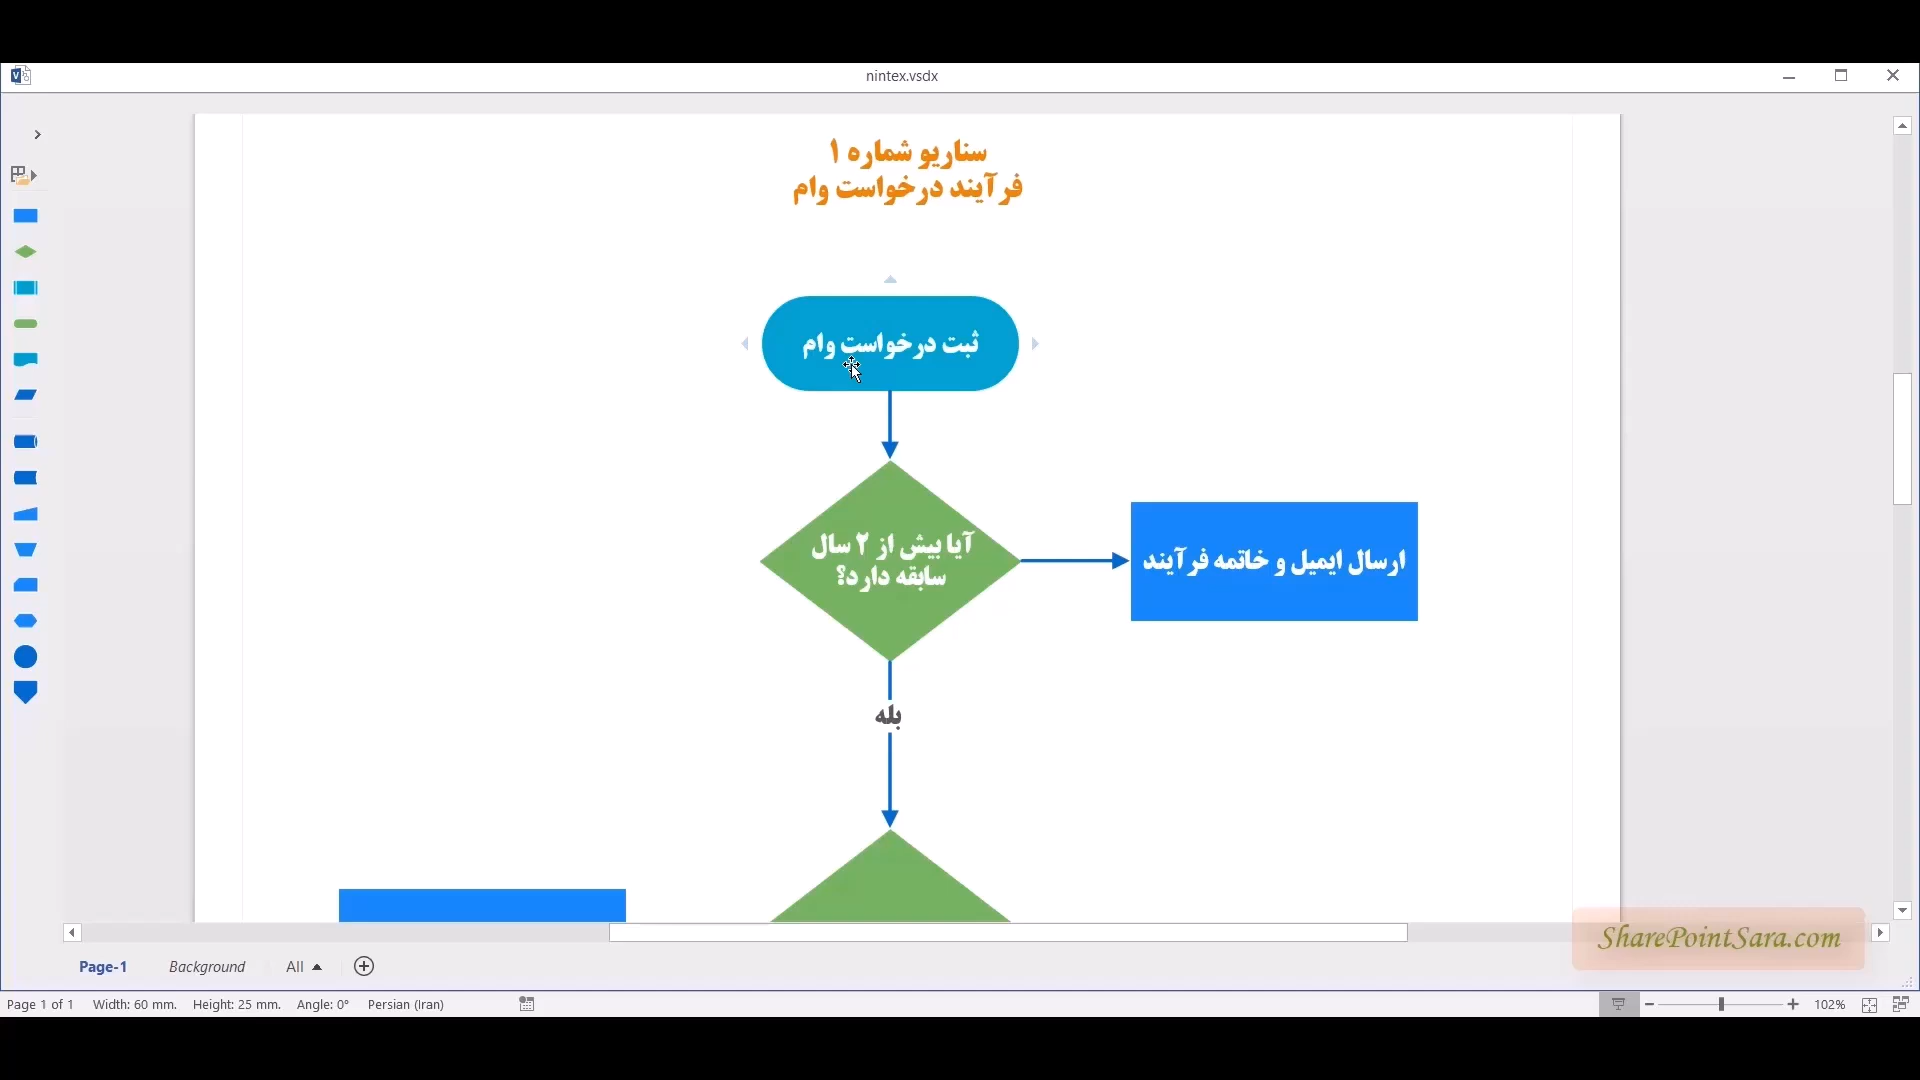 nintex.vsdx
سناریو شماره ۱
فرآیند درخواست وام
ثبت درخواست وام
آیا بیش از ۲ سال
سابقه دارد؟
ارسال ایمیل و خاتمه فرآیند
بله
SharePointSara.com
Page-1 Background All
Page 1 of 1 Width: 60 mm. Height: 25 mm. Angle: 0° Persian (Iran) 102%